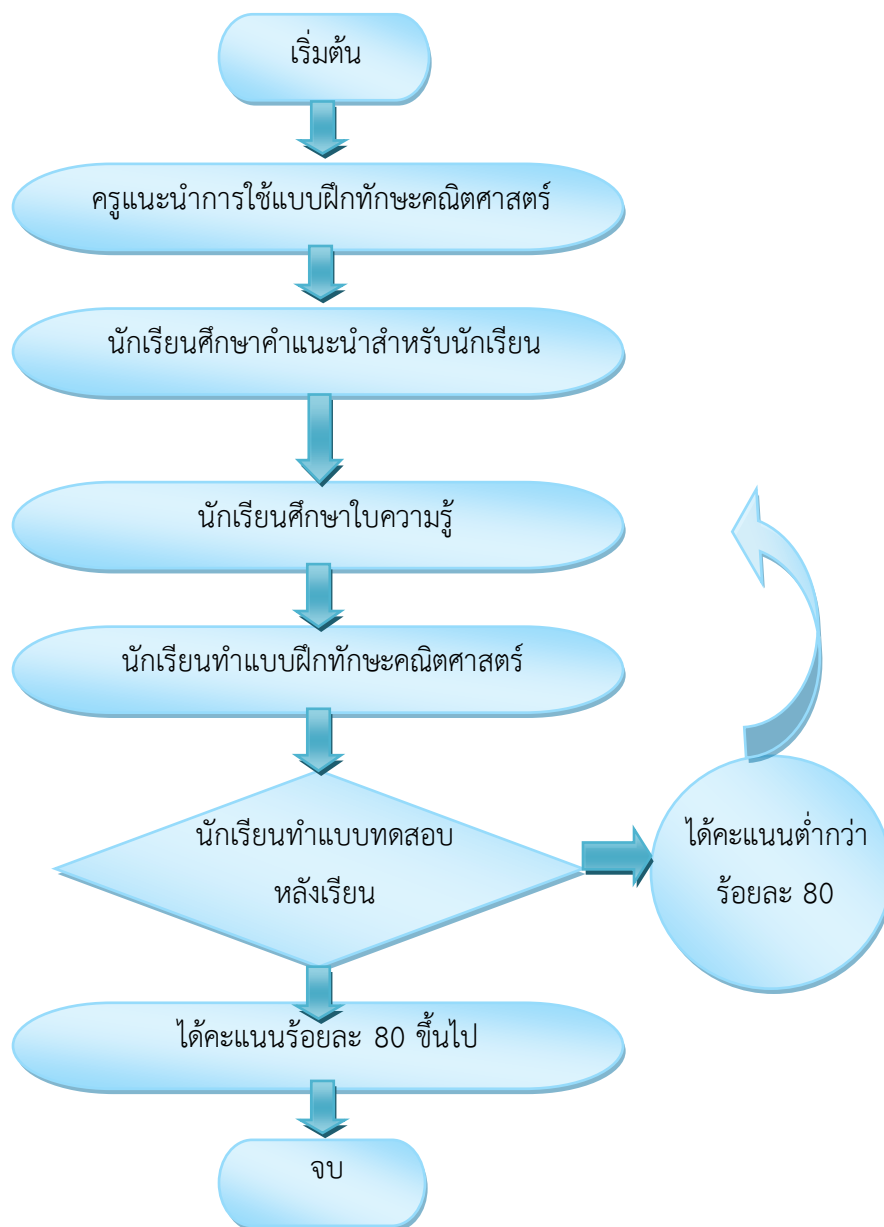 เริ่มต้น
ครูแนะนำการใช้แบบฝึกทักษะคณิตศาสตร์
นักเรียนศึกษาคำแนะนำสำหรับนักเรียน
นักเรียนศึกษาใบความรู้
นักเรียนทำแบบฝึกทักษะคณิตศาสตร์
นักเรียนทำแบบทดสอบ
หลังเรียน
ได้คะแนนต่ำกว่า
ร้อยละ 80
ได้คะแนนร้อยละ 80 ขึ้นไป
จบ